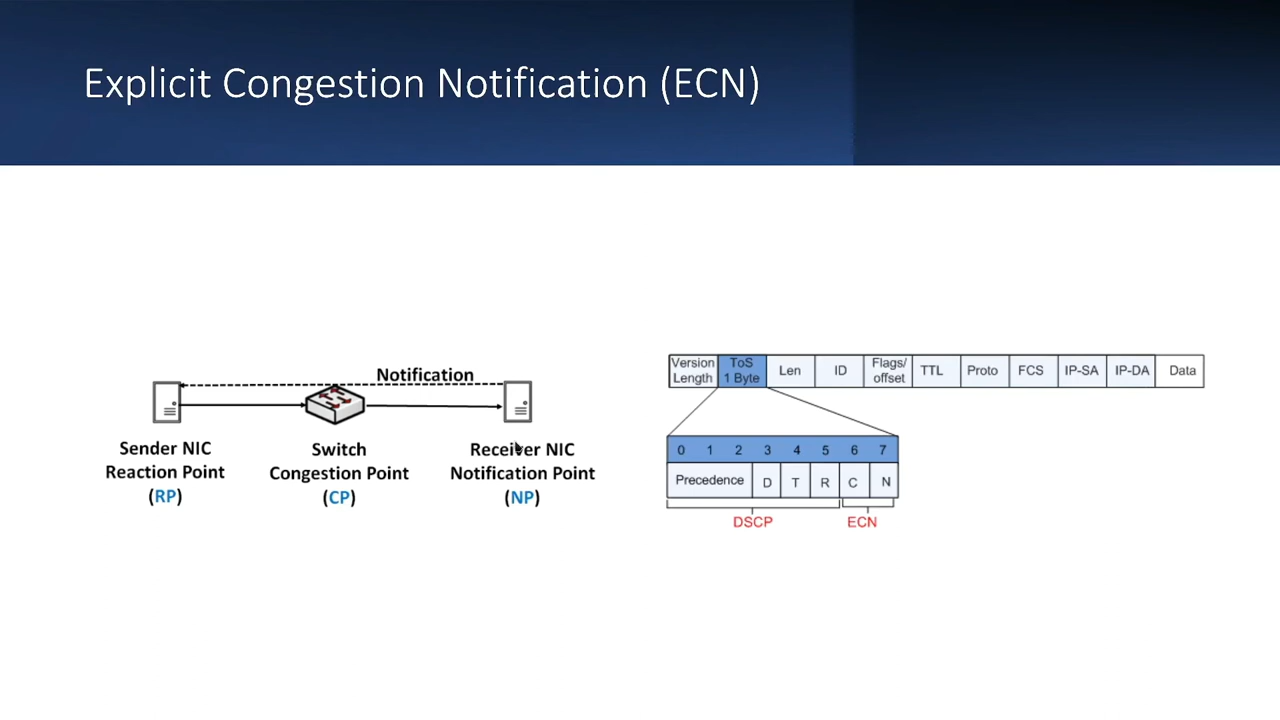 Explicit Congestion Notification (ECN)
Notification
Sender NIC
Reaction Point
(RP)
Switch
Congestion Point
(CP)
Receiver NIC
Notification Point
(NP)
Version
Length
ToS
1 Byte
Len
ID
Flags/
offset
TTL
Proto
FCS
IP-SA
IP-DA
Data
0 1 2 3 4 5 6 7
Precedence D T R C N
DSCP
ECN